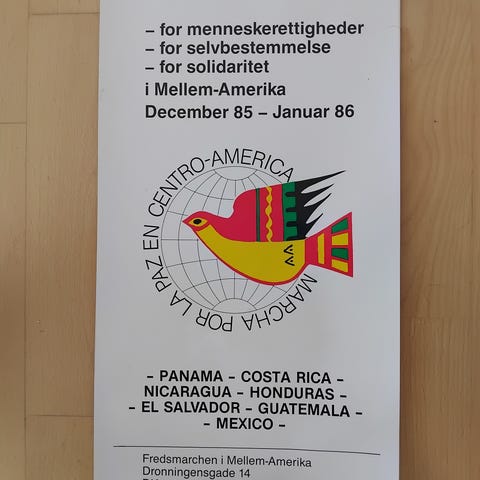 – for menneskerettigheder
– for selvbestemmelse
– for solidaritet
i Mellem-Amerika
December 85 – Januar 86
MARCHA POR LA PAZ EN CENTRO-AMERICA
- PANAMA - COSTA RICA -
NICARAGUA - HONDURAS -
- EL SALVADOR - GUATEMALA -
- MEXICO -
Fredsmarchen i Mellem-Amerika
Dronningensgade 14